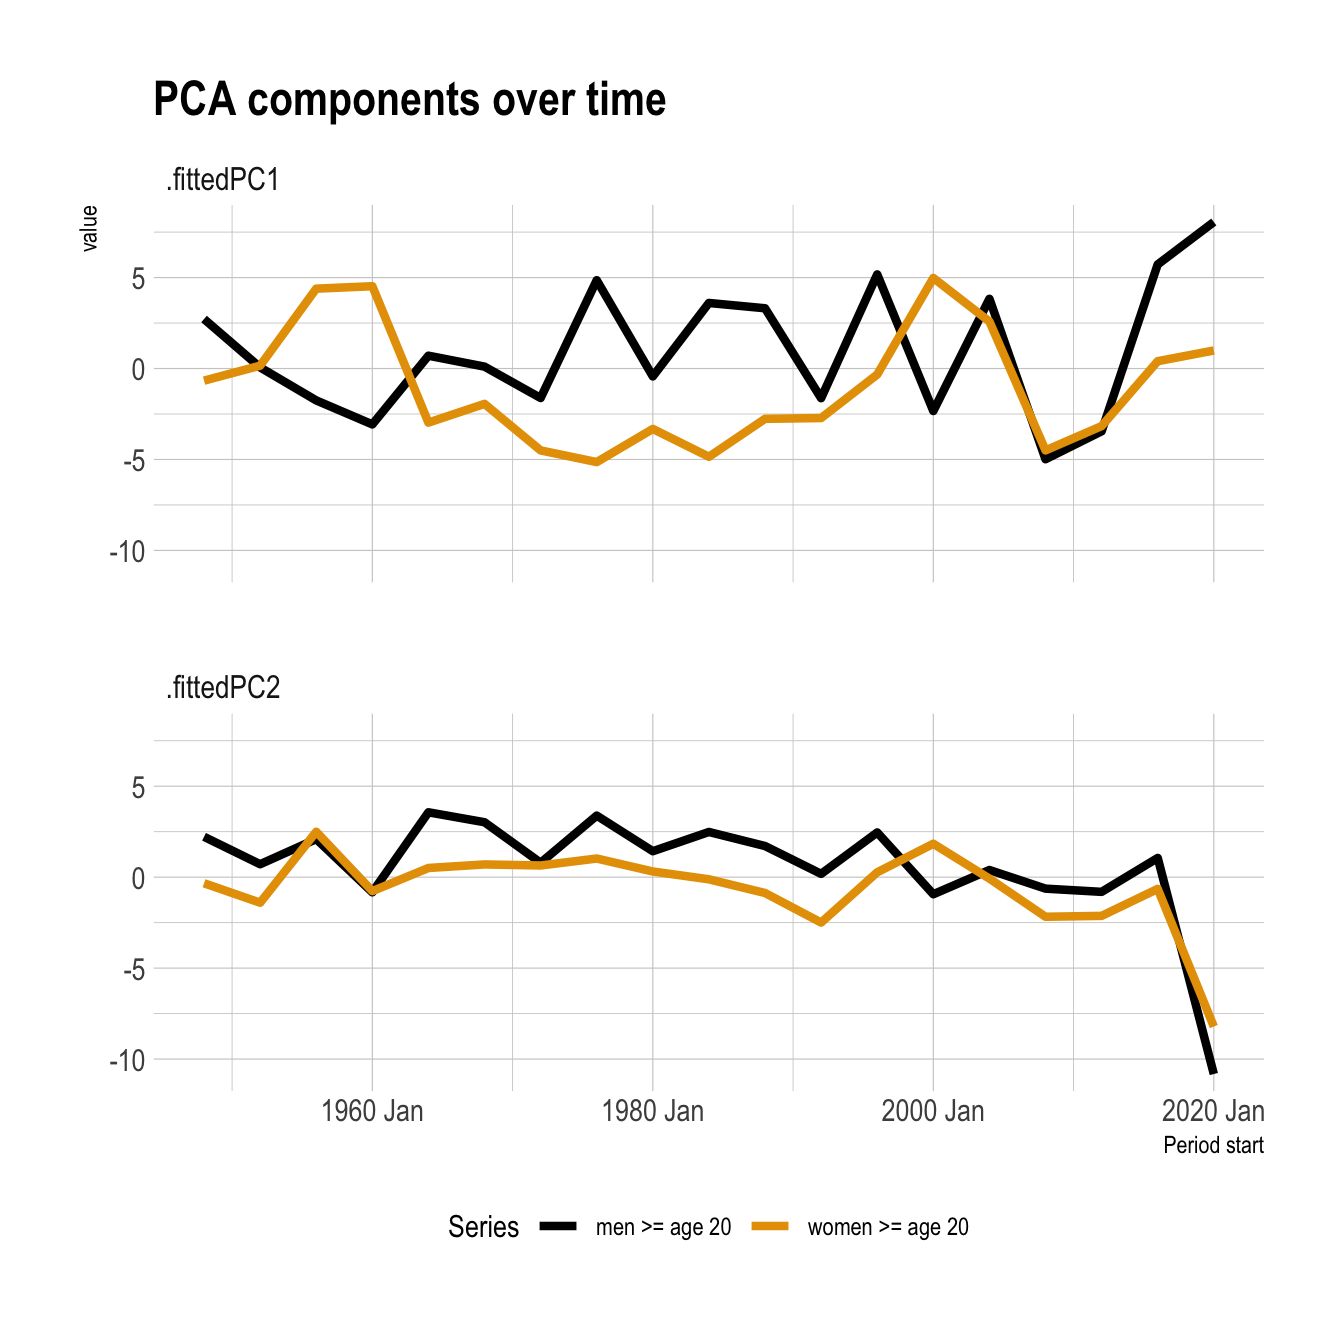 PCA components over time
.fittedPC1
value
5
0
-5
-10
.fittedPC2
5
0
-5
-10
1960 Jan 1980 Jan 2000 Jan 2020 Jan
Period start
Series men >= age 20 women >= age 20